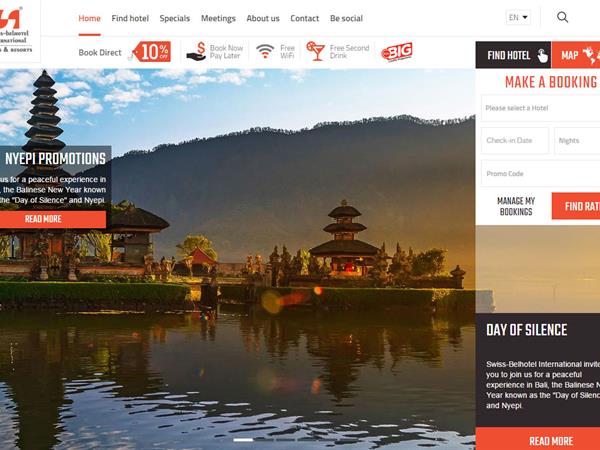 Home Find hotel Specials Meetings About us Contact Be social EN
ss-belhotel
ernational
S & RESORTS
Book Direct 10% OFF
Book Now
Pay Later
Free
WiFi
Free Second
Drink
BIG
FIND HOTEL MAP
MAKE A BOOKING
Please select a Hotel
Check-in Date Nights
Promo Code
MANAGE MY
BOOKINGS
FIND RAT
NYEPI PROMOTIONS
us for a peaceful experience in
, the Balinese New Year known
the "Day of Silence" and Nyepi.
READ MORE
DAY OF SILENCE
Swiss-Belhotel International invite
you to join us for a peaceful
experience in Bali, the Balinese N
Year known as the "Day of Silenc
and Nyepi.
READ MORE